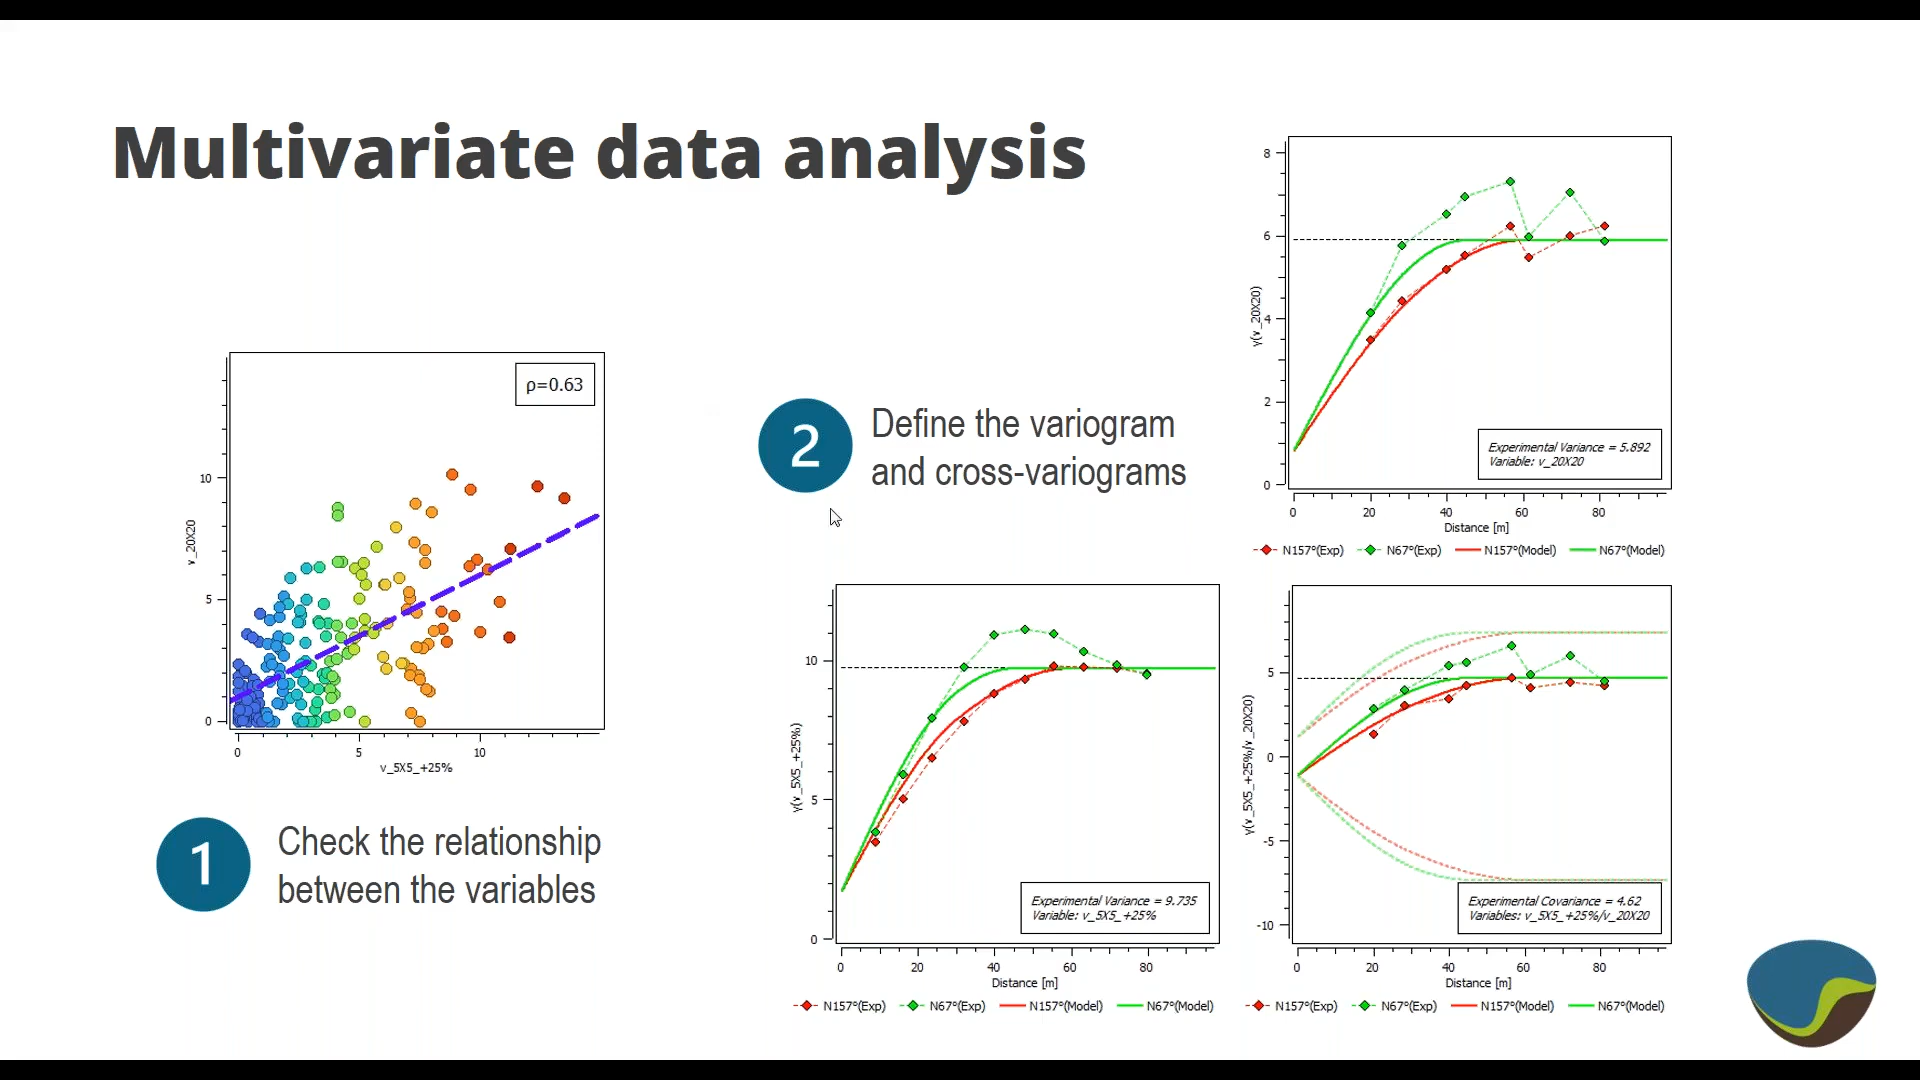 Multivariate data analysis
ρ=0.63
10
5
0
v_20X20
0 5 10
v_5X5_+25%
1
Check the relationship
between the variables
2
Define the variogram
and cross-variograms
8
6
4
2
0
γ(v_20X20)
Experimental Variance = 5.892
Variable: v_20X20
0 20 40 60 80
Distance [m]
N157°(Exp) N67°(Exp) N157°(Model) N67°(Model)
10
5
0
γ(v_5X5_+25%)
Experimental Variance = 9.735
Variable: v_5X5_+25%
0 20 40 60 80
Distance [m]
N157°(Exp) N67°(Exp) N157°(Model) N67°(Model)
5
0
-5
-10
γ(v_5X5_+25%/v_20X20)
Experimental Covariance = 4.62
Variables: v_5X5_+25%/v_20X20
0 20 40 60 80
Distance [m]
N157°(Exp) N67°(Exp) N157°(Model) N67°(Model)